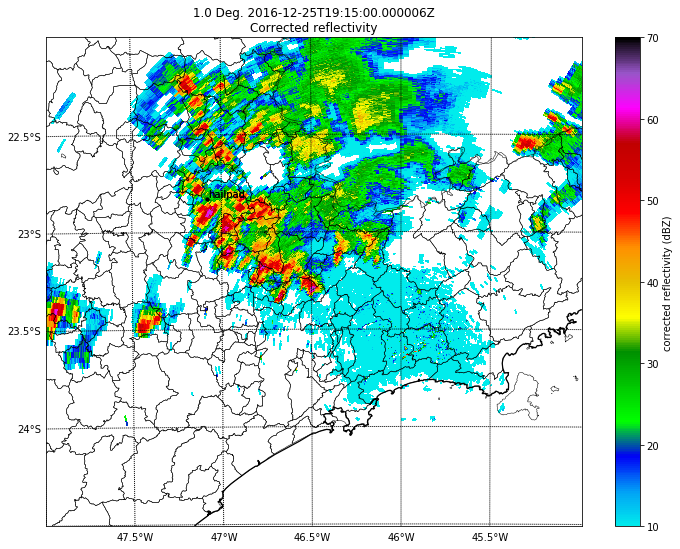 1.0 Deg. 2016-12-25T19:15:00.000006Z
Corrected reflectivity
70
60
50
40
30
20
10
corrected reflectivity (dBZ)
22.5°S
23°S
23.5°S
24°S
hailpad
47.5°W 47°W 46.5°W 46°W 45.5°W